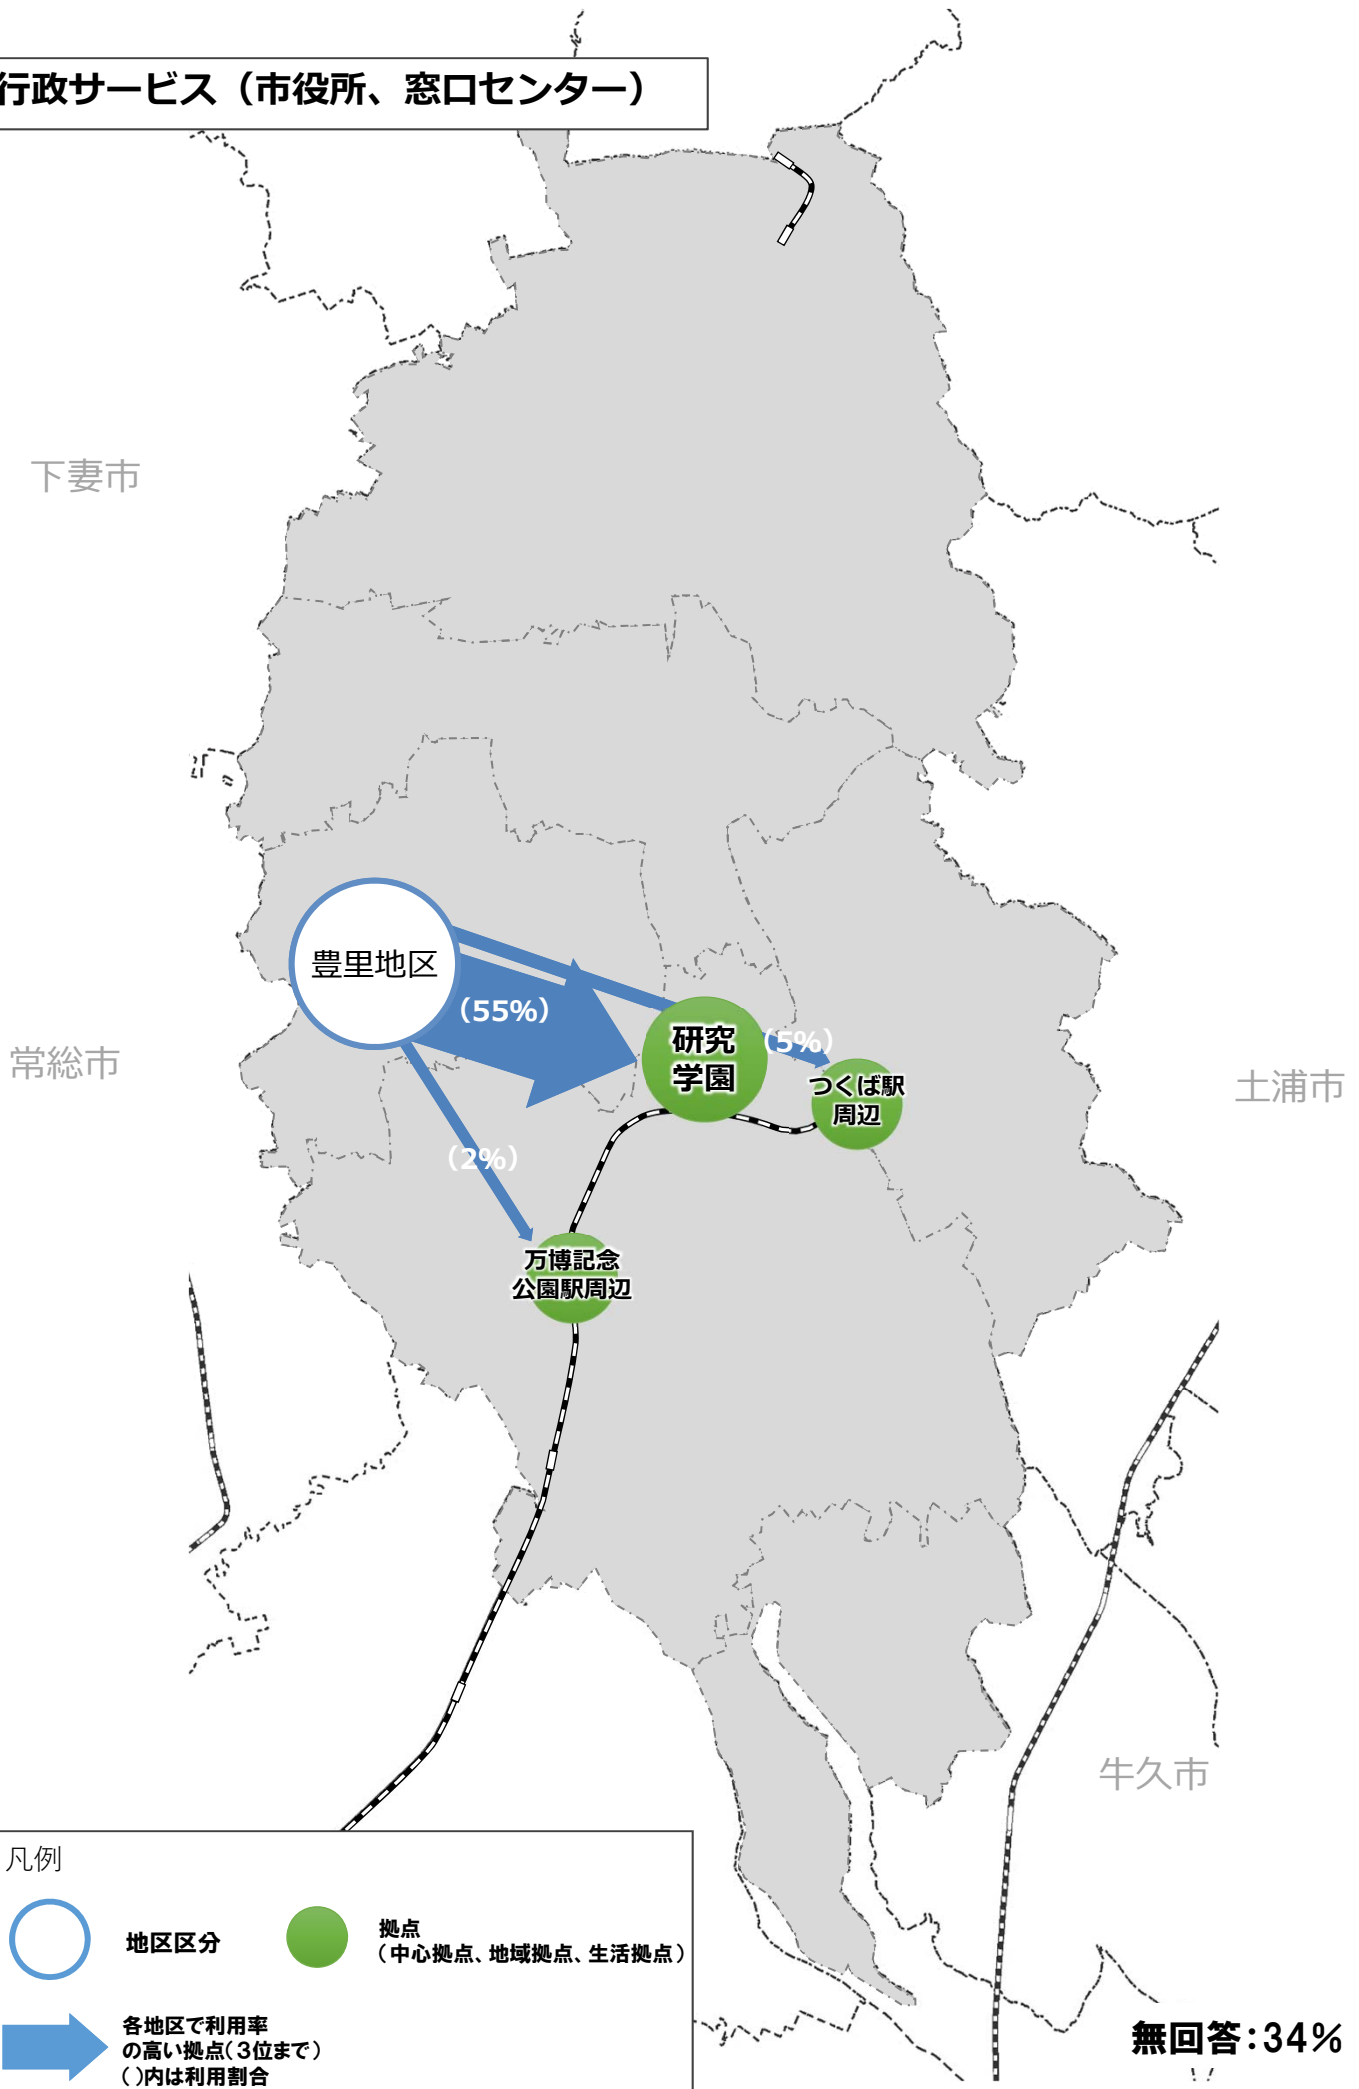 行政サービス（市役所、窓口センター）
下妻市
豊里地区
（55%）
研究
学園
（5%）
つくば駅
周辺
常総市
土浦市
（2%）
万博記念
公園駅周辺
牛久市
凡例
地区区分
拠点
（中心拠点、地域拠点、生活拠点）
各地区で利用率
の高い拠点（3位まで）
（ ）内は利用割合
無回答：34%